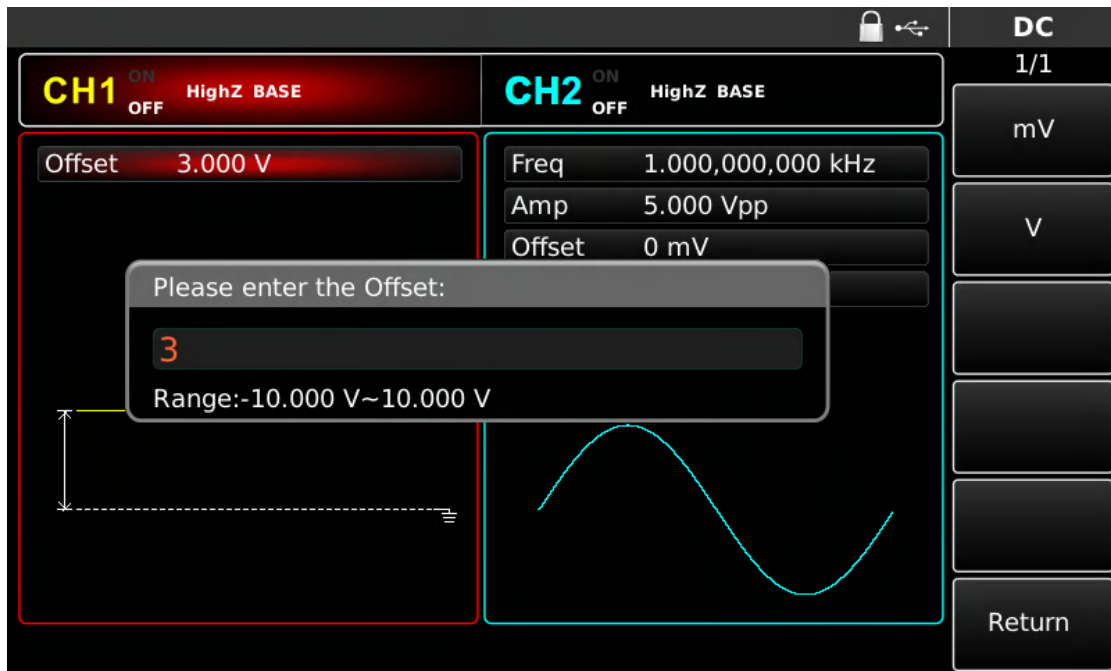 DC
1/1
CH1 ON OFF HighZ BASE
CH2 ON OFF HighZ BASE
mV
V
Return
Offset 3.000 V
Freq 1.000,000,000 kHz
Amp 5.000 Vpp
Offset 0 mV
Please enter the Offset:
3
Range:-10.000 V~10.000 V